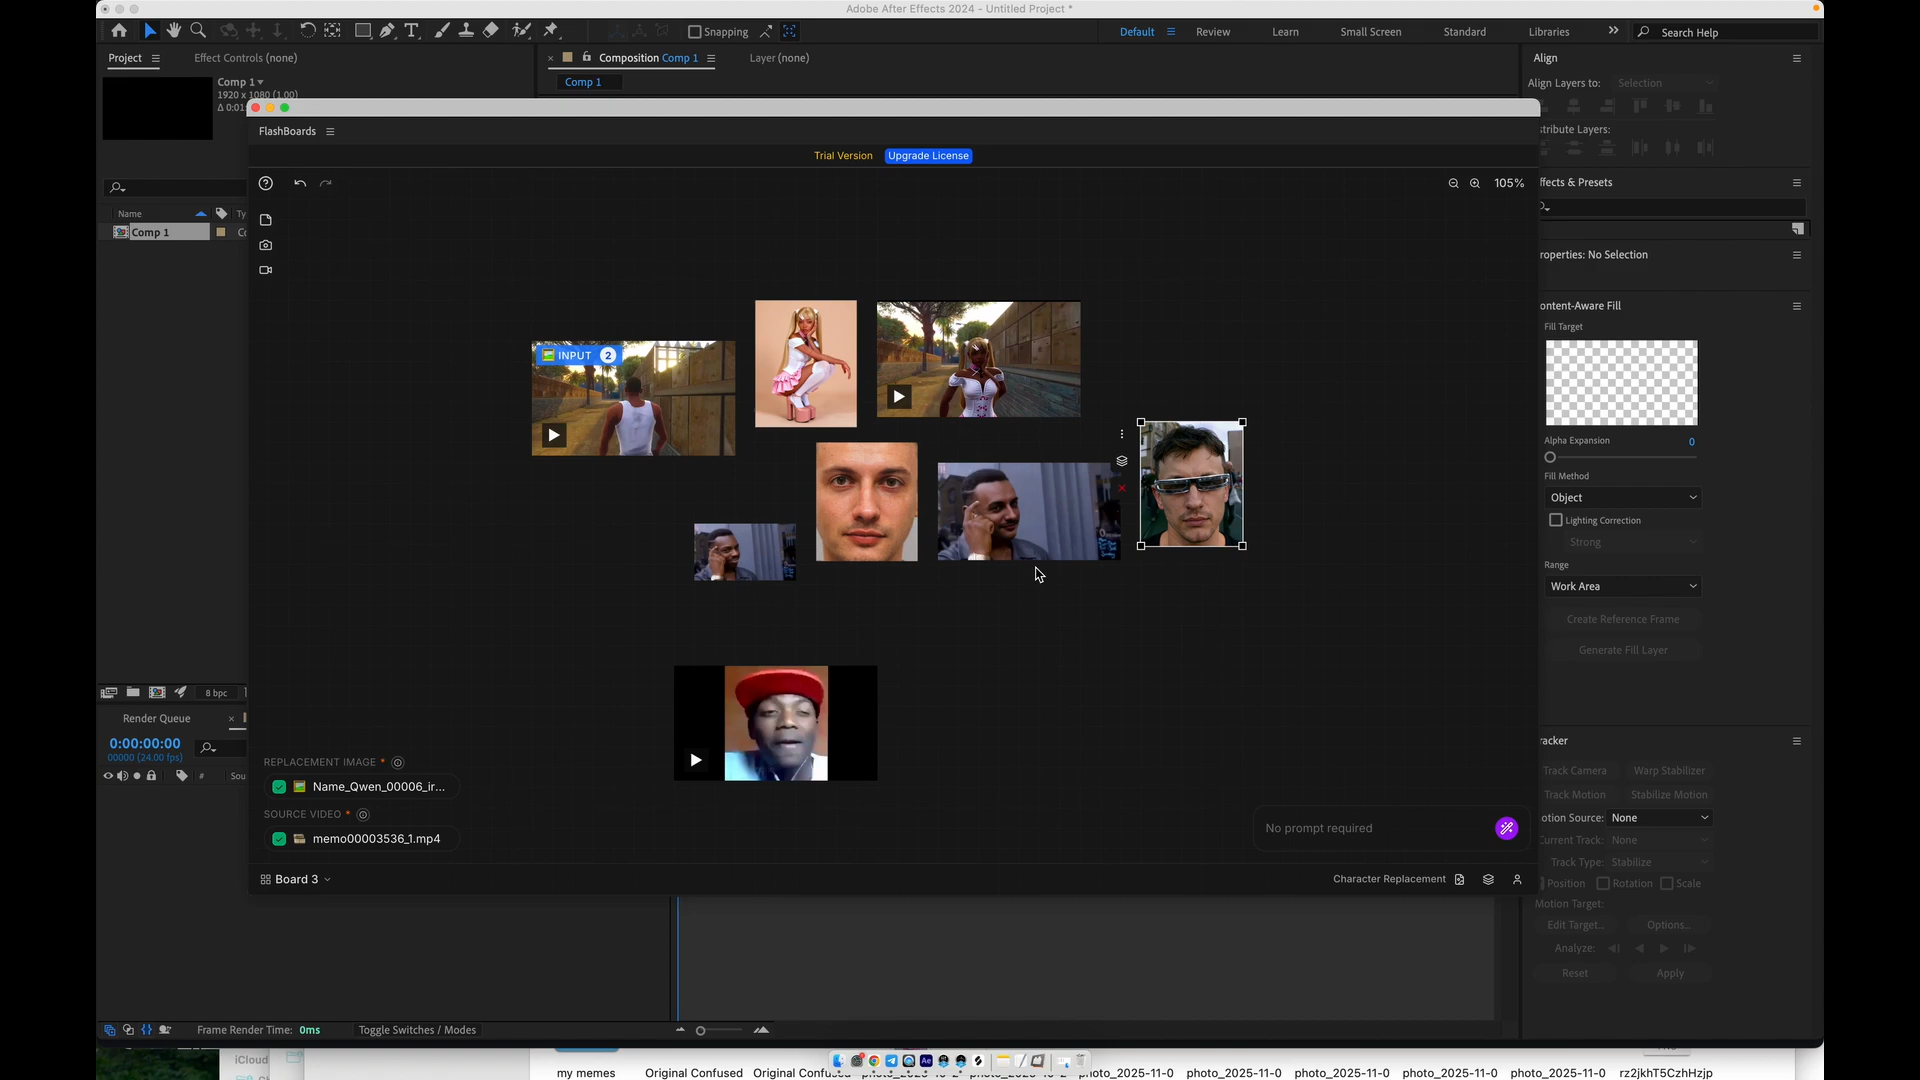 Adobe After Effects 2024 - Untitled Project *
Snapping
Default
Review
Learn
Small Screen
Standard
Libraries
Search Help
Project
Effect Controls (none)
Composition Comp 1
Layer (none)
Comp 1
Align
Align Layers to:
Selection
Comp 1
1920 x 1080 (1.00)
Δ 0:01:
FlashBoards
stribute Layers:
Trial Version
Upgrade License
105%
ffects & Presets
Name
Ty
Comp 1
Co
roperties: No Selection
ontent-Aware Fill
Fill Target
INPUT 2
Alpha Expansion
0
Fill Method
Object
Lighting Correction
Strong
Range
Work Area
Create Reference Frame
Generate Fill Layer
8 bpc
Render Queue
0:00:00:00
00000 (24.00 fps)
#
Sou
racker
Track Camera
Warp Stabilizer
Track Motion
Stabilize Motion
otion Source:
None
Current Track:
None
Track Type:
Stabilize
Position
Rotation
Scale
Motion Target:
Edit Target...
Options...
Analyze:
Reset
Apply
REPLACEMENT IMAGE *
Name_Qwen_00006_ir...
SOURCE VIDEO *
memo00003536_1.mp4
No prompt required
Board 3
Character Replacement
Frame Render Time: 0ms
Toggle Switches / Modes
iCloud
my memes
Original Confused
photo_2025-11-0
photo_2025-11-0
photo_2025-11-0
photo_2025-11-0
photo_2025-11-0
rz2jkhT5CzhHzjp